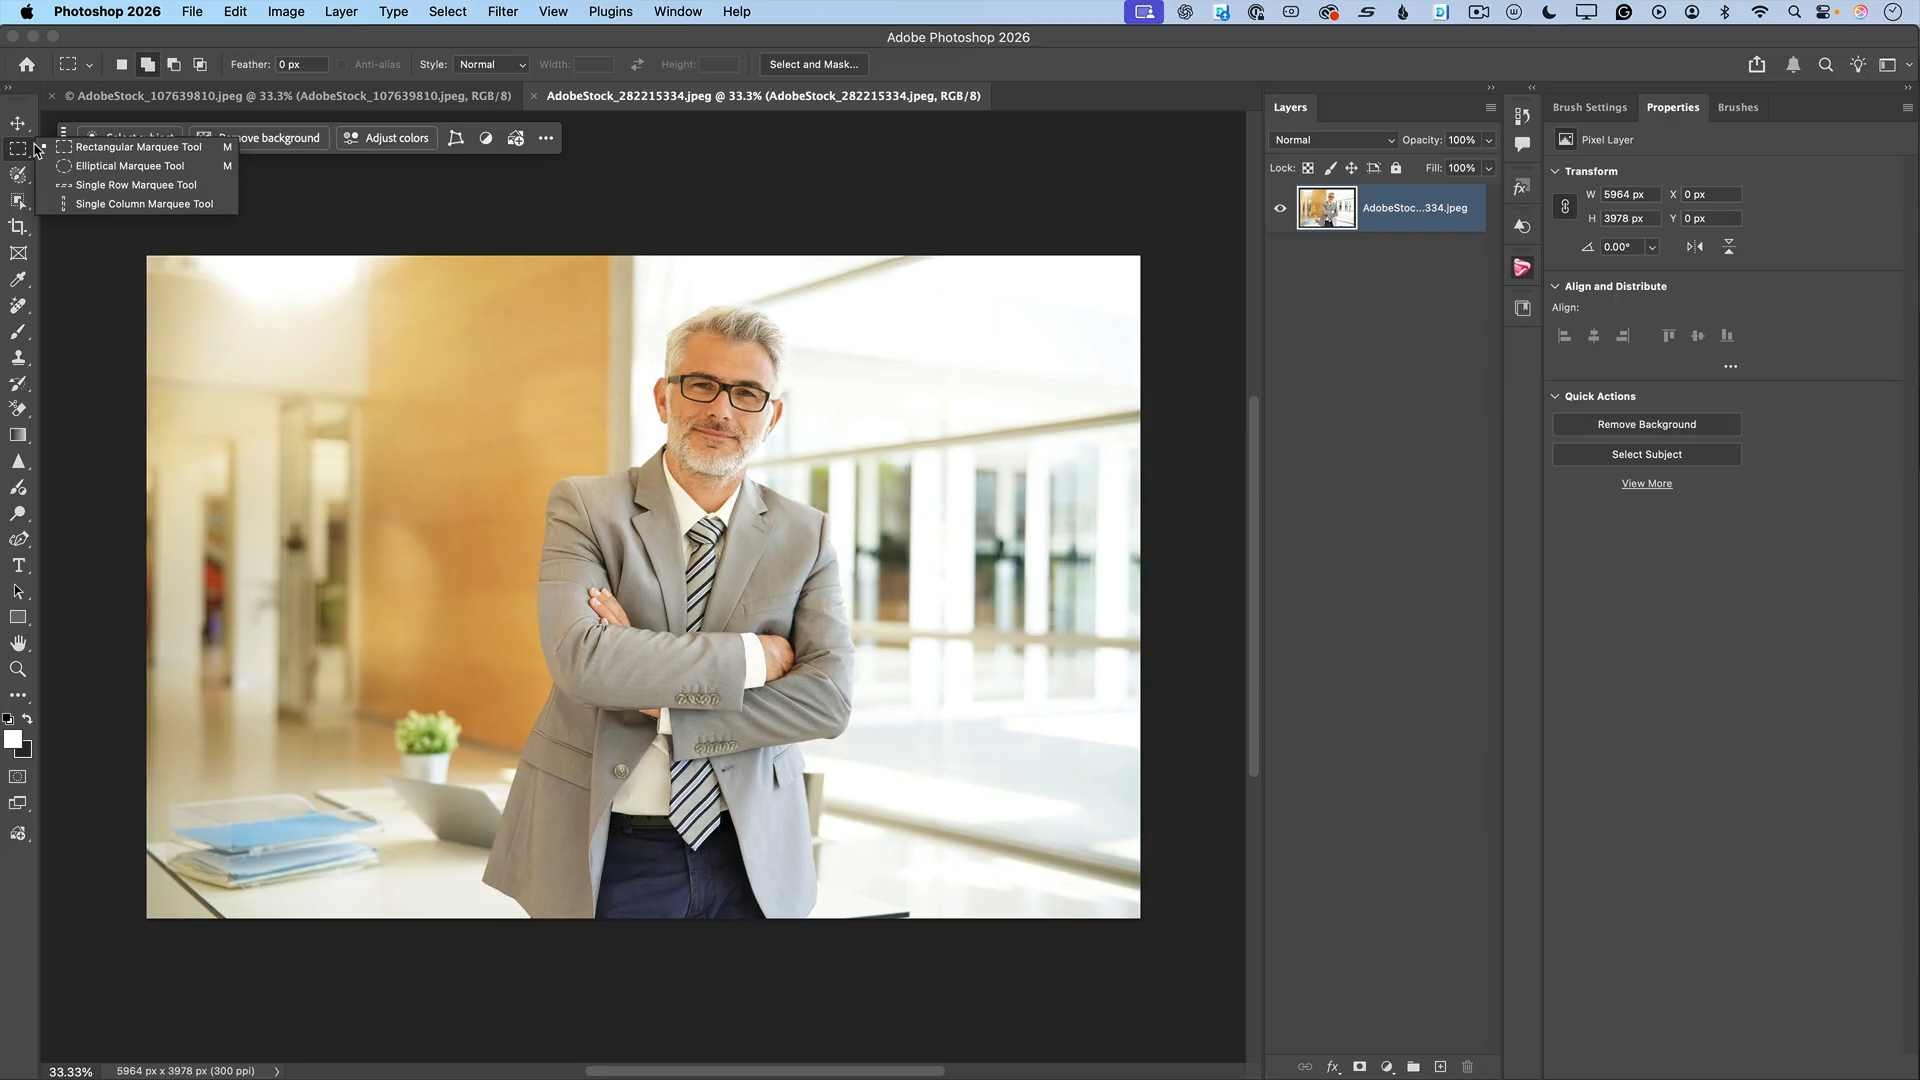 Photoshop 2026 File Edit Image Layer Type Select Filter View Plugins Window Help
Adobe Photoshop 2026
Feather: 0 px Anti-alias Style: Normal Width: Height: Select and Mask...
© AdobeStock_107639810.jpeg @ 33.3% (AdobeStock_107639810.jpeg, RGB/8) AdobeStock_282215334.jpeg @ 33.3% (AdobeStock_282215334.jpeg, RGB/8)
Select subject Remove background Adjust colors
Rectangular Marquee Tool M
Elliptical Marquee Tool M
Single Row Marquee Tool
Single Column Marquee Tool
Layers
Normal Opacity: 100%
Lock: Fill: 100%
AdobeStoc...334.jpeg
Brush Settings Properties Brushes
Pixel Layer
Transform
W 5964 px X 0 px
H 3978 px Y 0 px
0.00°
Align and Distribute
Align:
Quick Actions
Remove Background
Select Subject
View More
33.33% 5964 px x 3978 px (300 ppi)